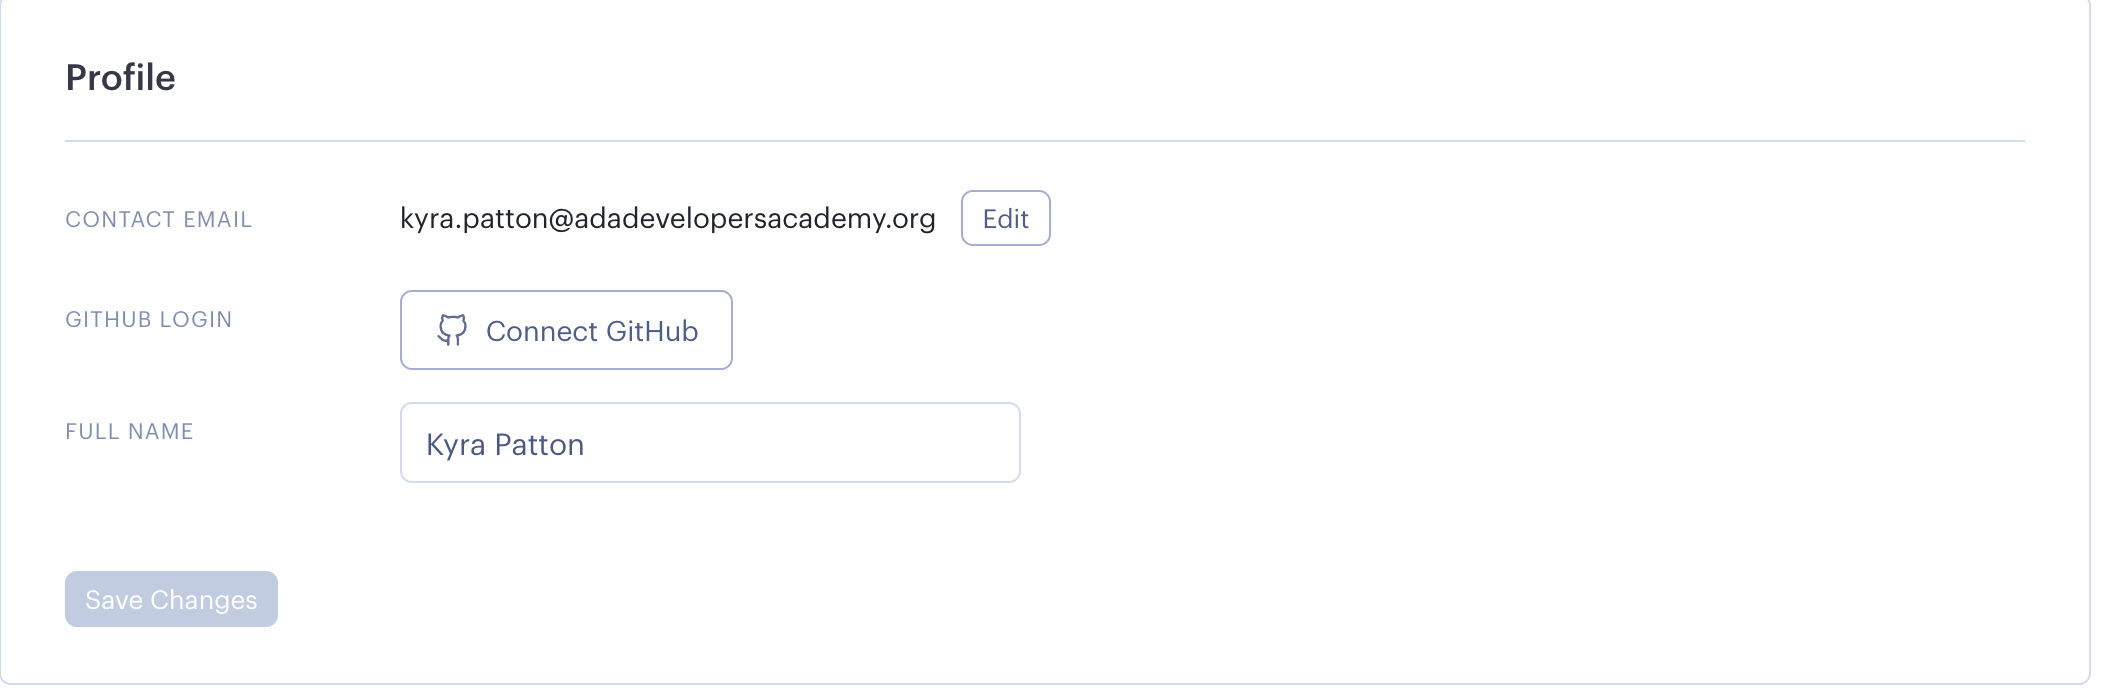 Profile
CONTACT EMAIL kyra.patton@adadevelopersacademy.org Edit
GITHUB LOGIN Connect GitHub
FULL NAME Kyra Patton
Save Changes